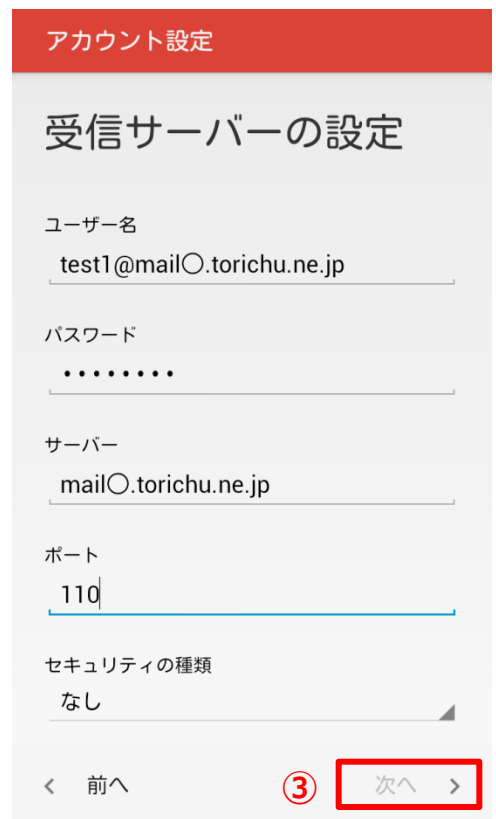 アカウント設定
受信サーバーの設定
ユーザー名
test1@mail〇.torichu.ne.jp
パスワード
••••••••
サーバー
mail〇.torichu.ne.jp
ポート
110
セキュリティの種類
なし
< 前へ ③ 次へ >